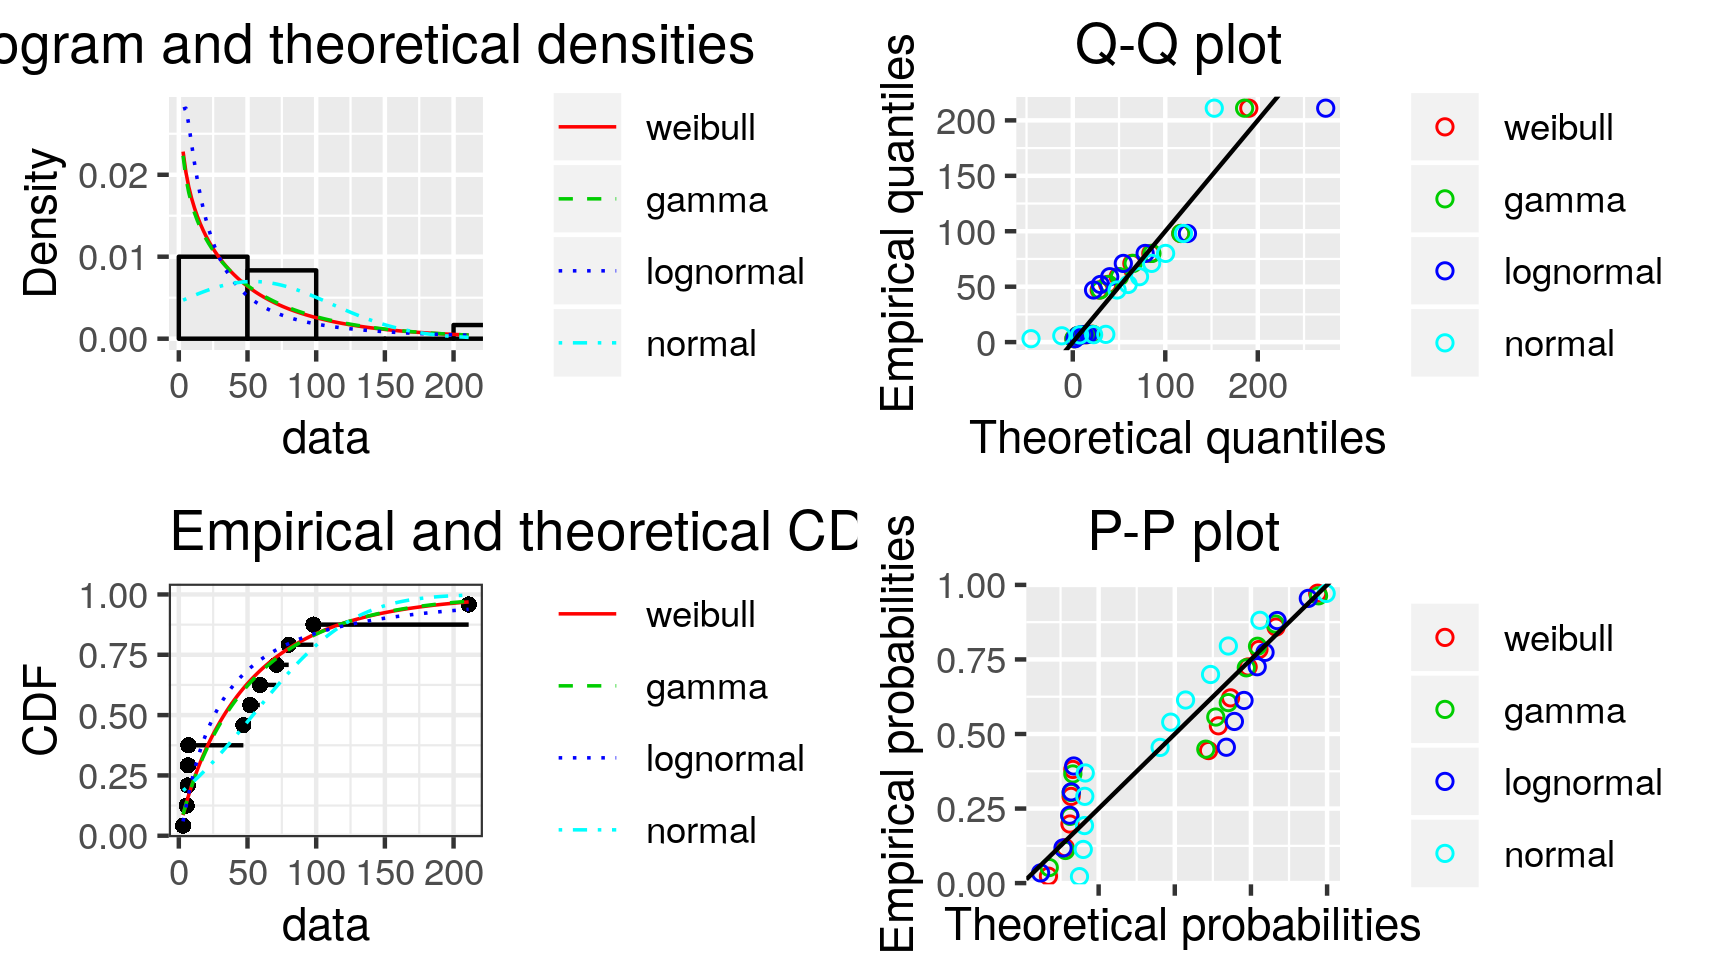 ogram and theoretical densities
Density
0.02
0.01
0.00
0 50 100 150 200
data
weibull
gamma
lognormal
normal
Q-Q plot
Empirical quantiles
200
150
100
50
0
0 100 200
Theoretical quantiles
weibull
gamma
lognormal
normal
Empirical and theoretical CD
CDF
1.00
0.75
0.50
0.25
0.00
0 50 100 150 200
data
weibull
gamma
lognormal
normal
P-P plot
Empirical probabilities
1.00
0.75
0.50
0.25
0.00
Theoretical probabilities
weibull
gamma
lognormal
normal